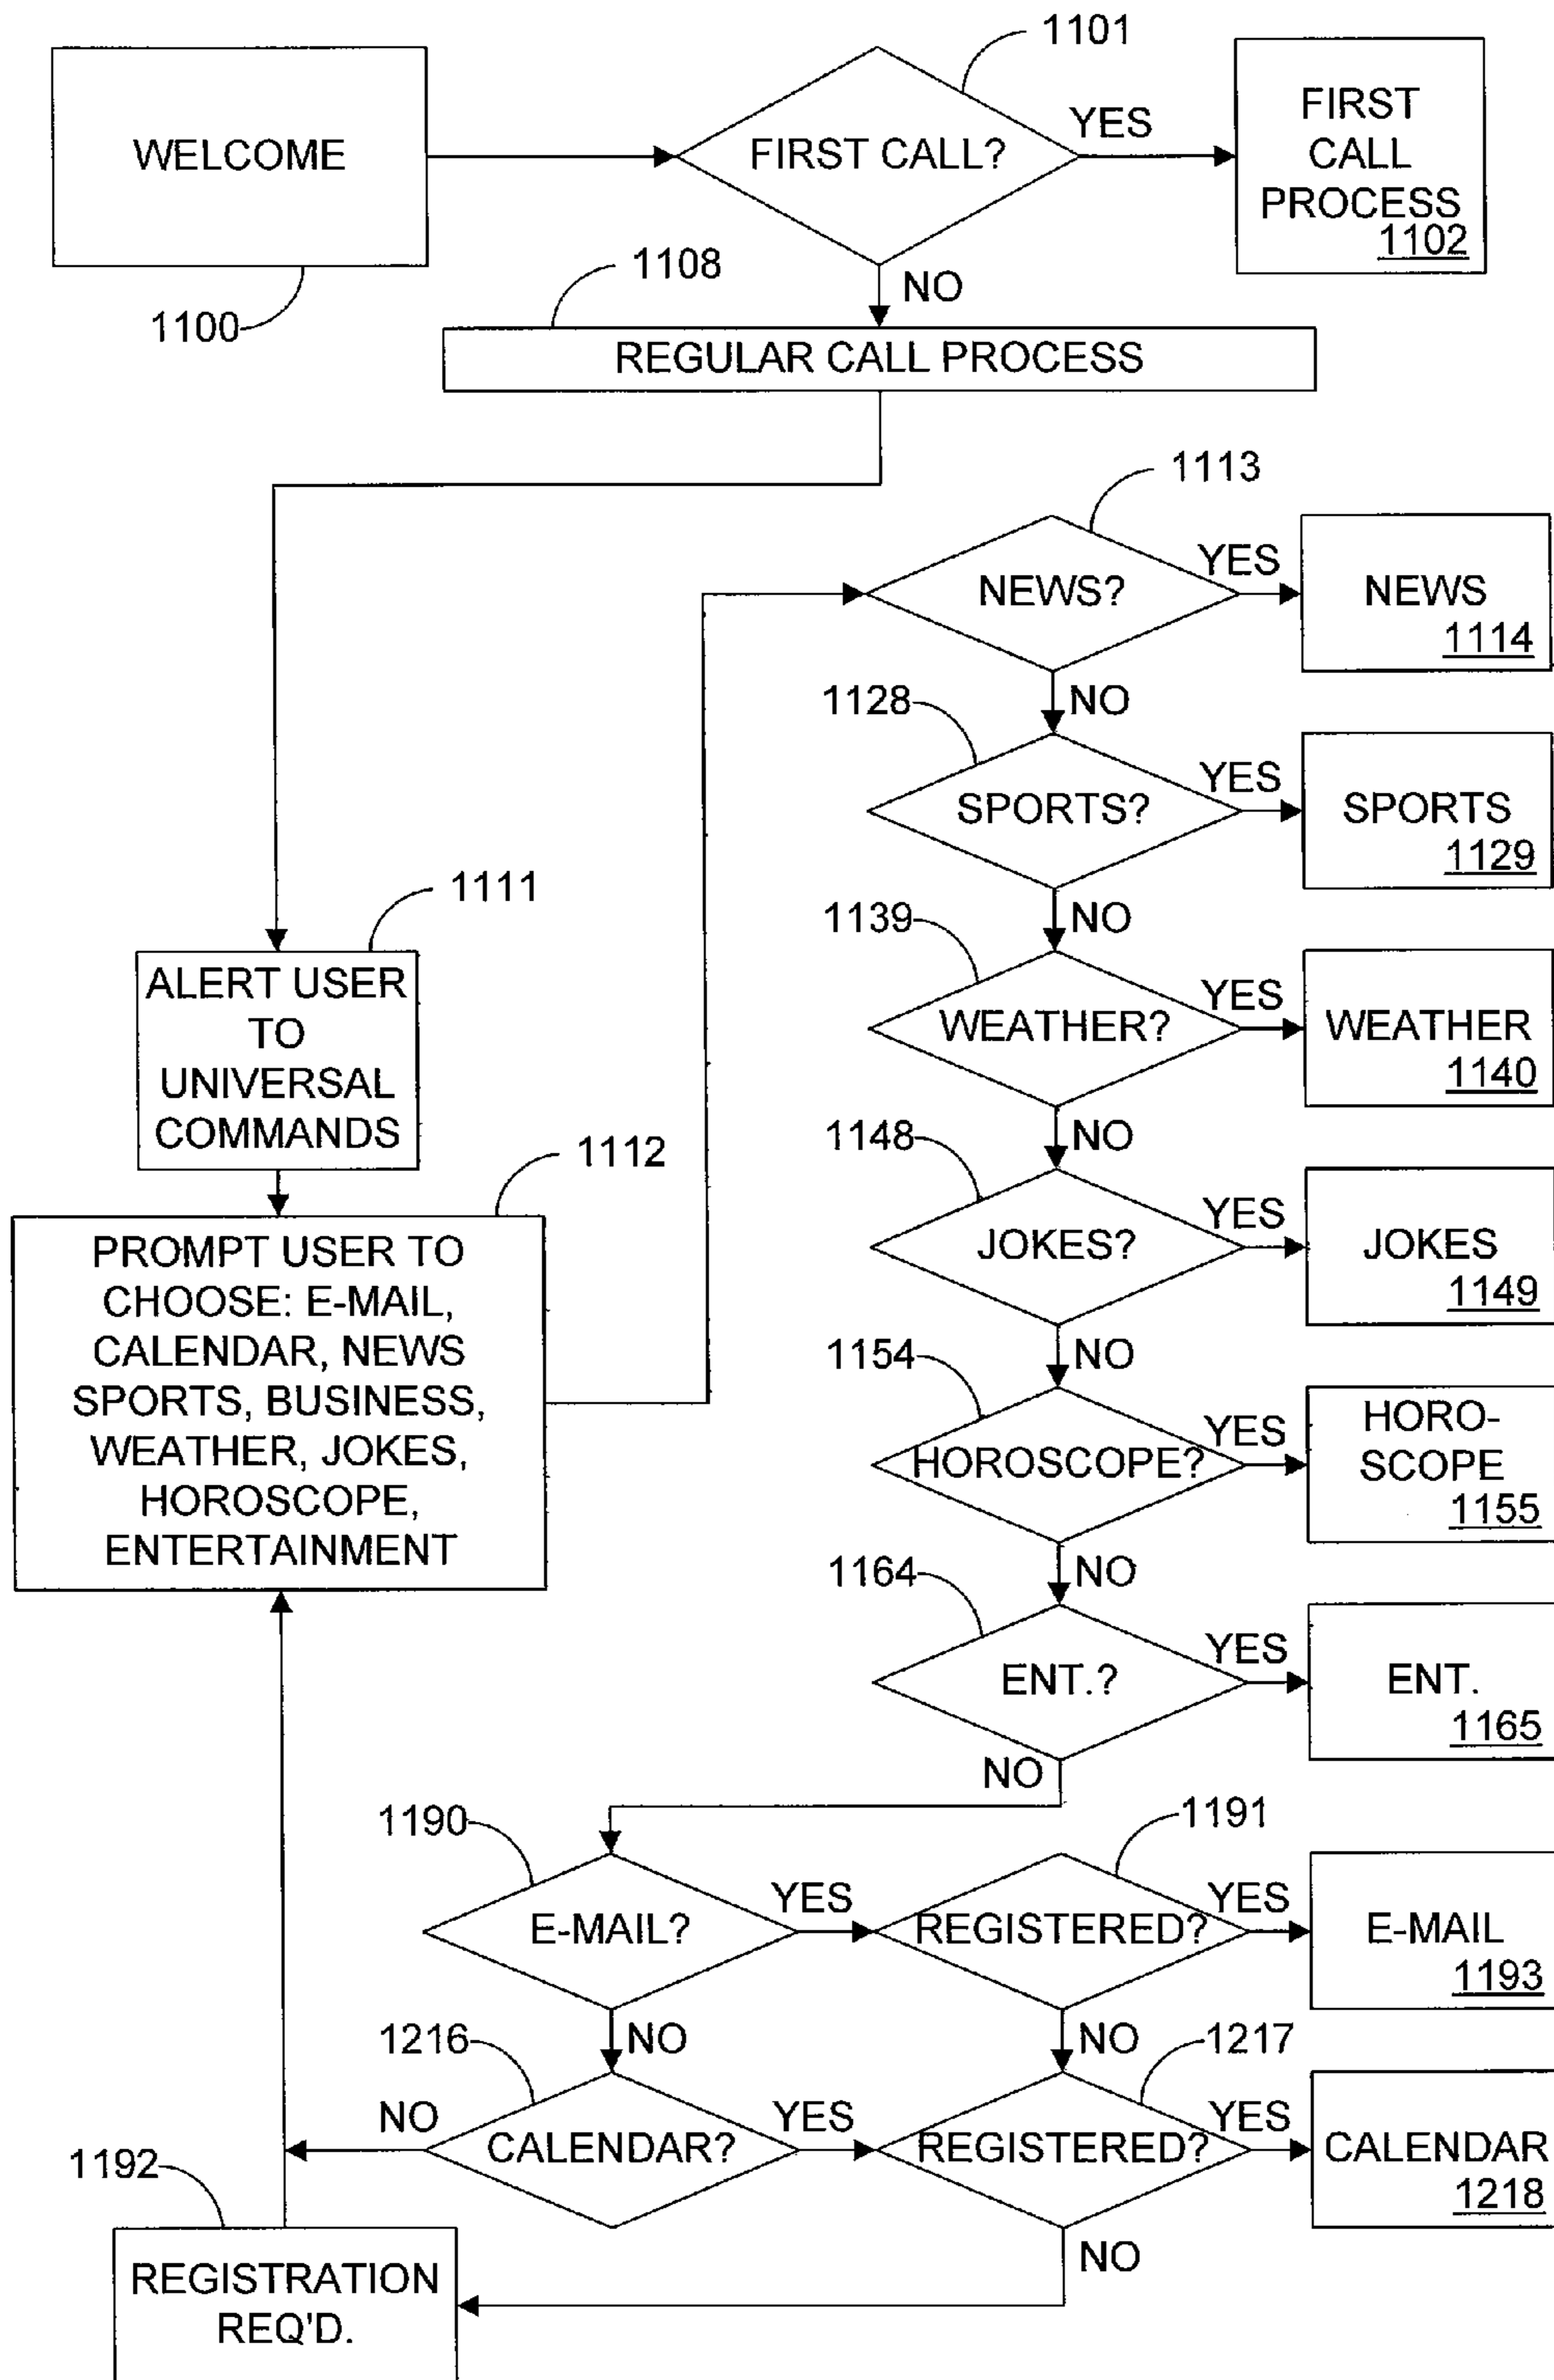 1101
WELCOME
FIRST CALL?
YES
FIRST
CALL
PROCESS
1102
1100
1108
NO
REGULAR CALL PROCESS
1113
NEWS?
YES
NEWS
1114
NO
1128
SPORTS?
YES
SPORTS
1129
NO
1111
ALERT USER
TO
UNIVERSAL
COMMANDS
1139
WEATHER?
YES
WEATHER
1140
NO
1112
PROMPT USER TO
CHOOSE: E-MAIL,
CALENDAR, NEWS
SPORTS, BUSINESS,
WEATHER, JOKES,
HOROSCOPE,
ENTERTAINMENT
1148
JOKES?
YES
JOKES
1149
NO
1154
HOROSCOPE?
YES
HORO-
SCOPE
1155
NO
1164
ENT.?
YES
ENT.
1165
NO
1190
E-MAIL?
YES
1191
REGISTERED?
YES
E-MAIL
1193
NO
NO
1216
CALENDAR?
NO
YES
1217
REGISTERED?
YES
CALENDAR
1218
NO
1192
REGISTRATION
REQ'D.